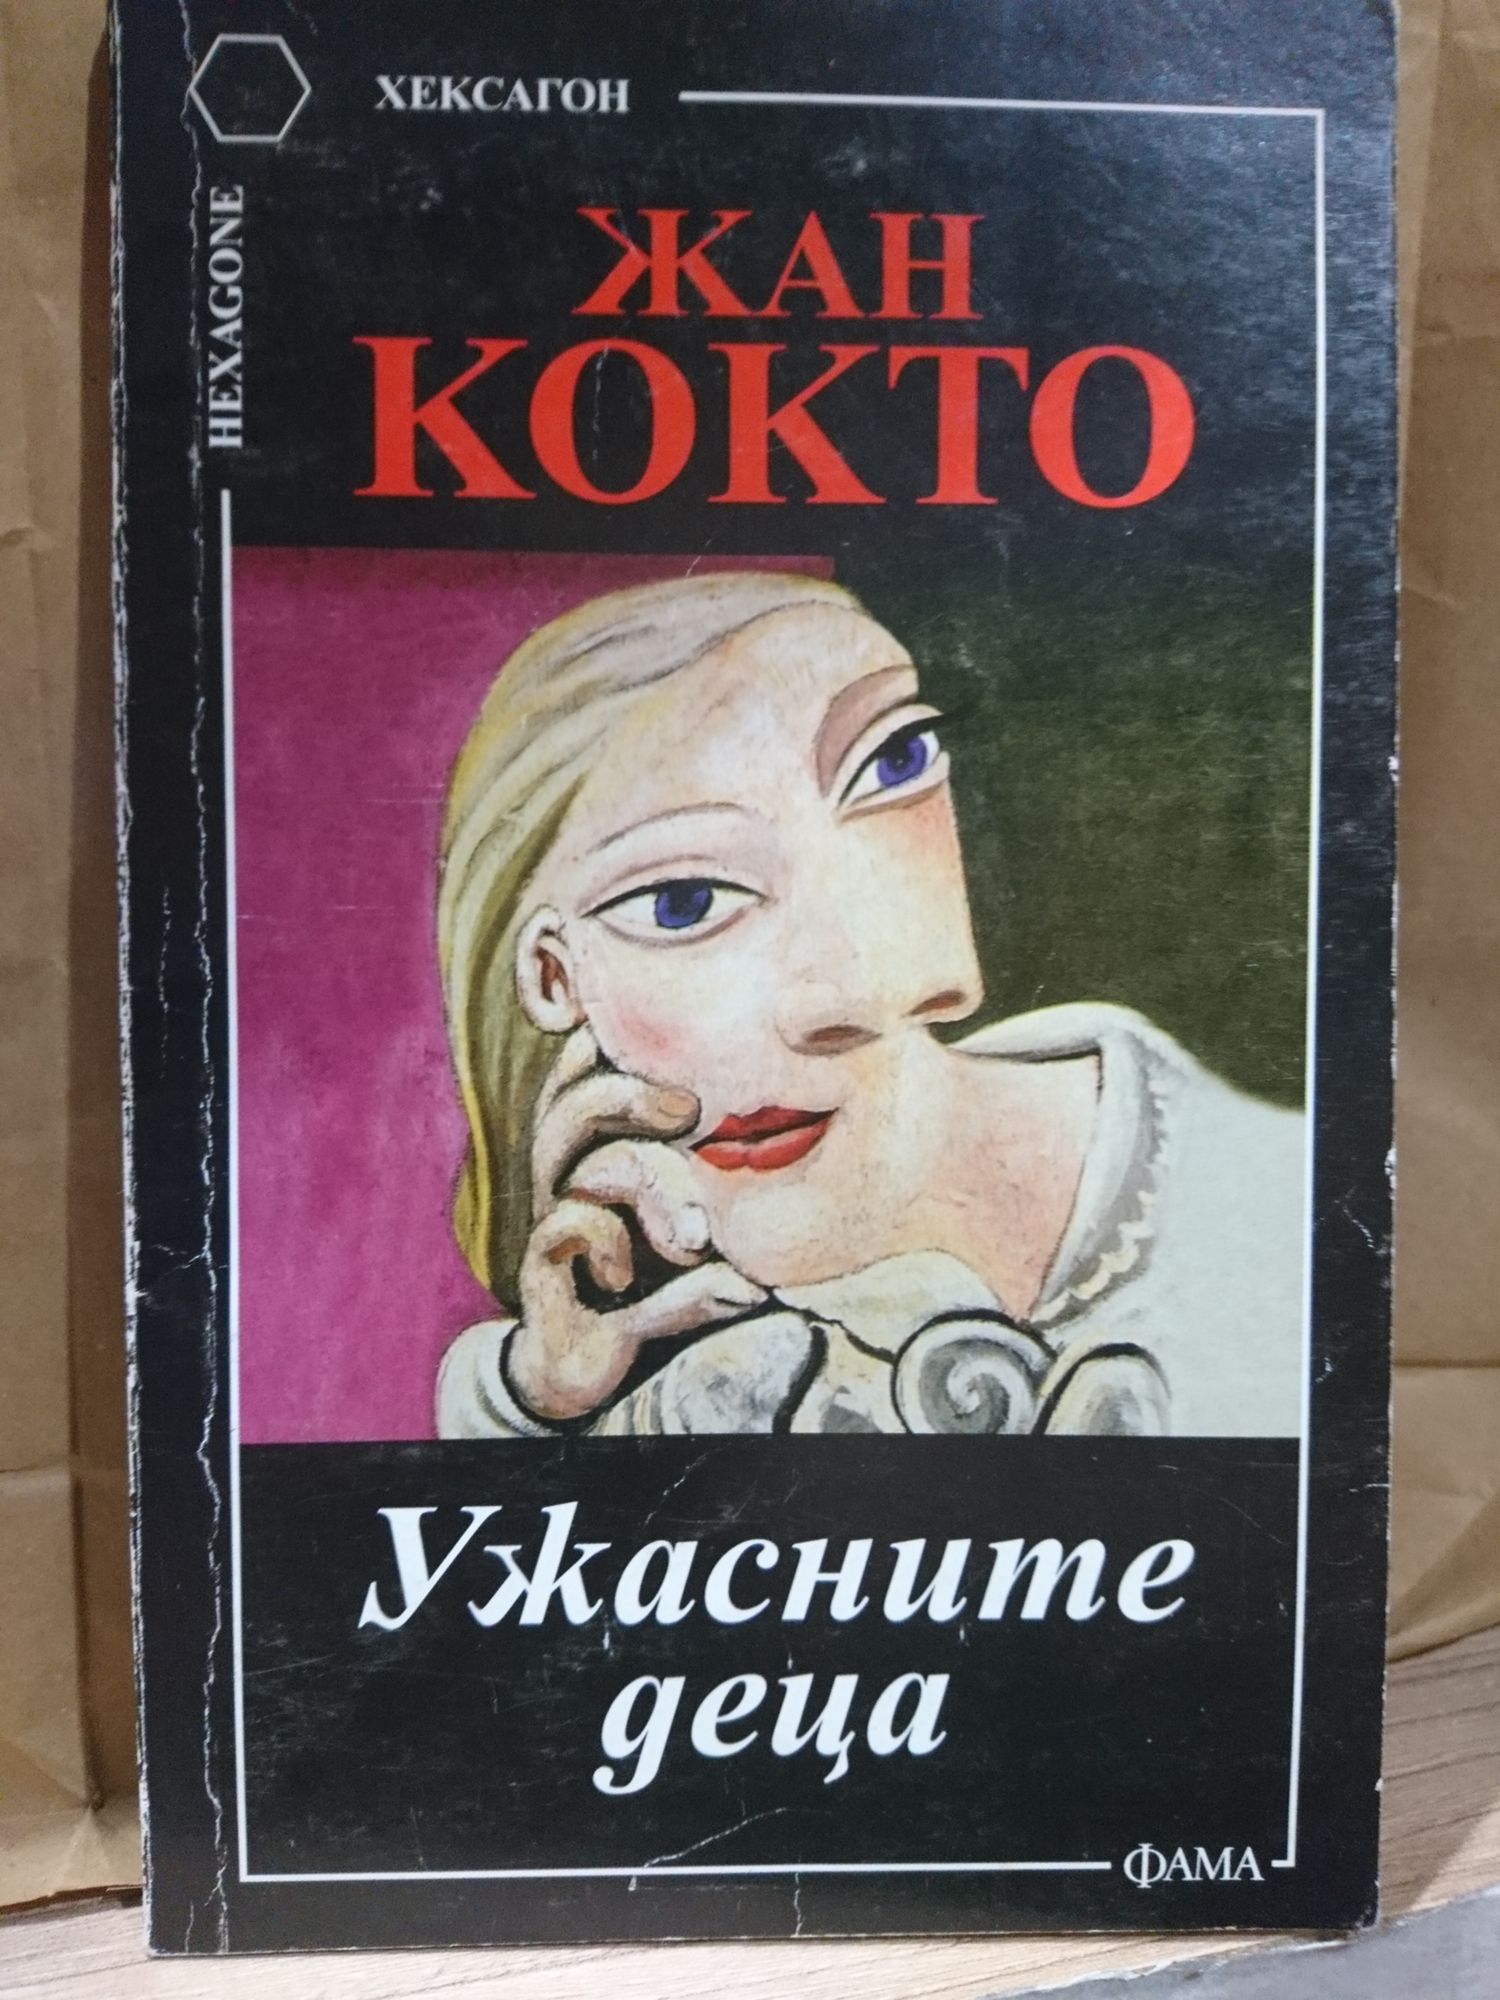 ХЕКСАГОН
HEXAGONE
ЖАН
КОКТО
Ужасните
деца
ФАМА